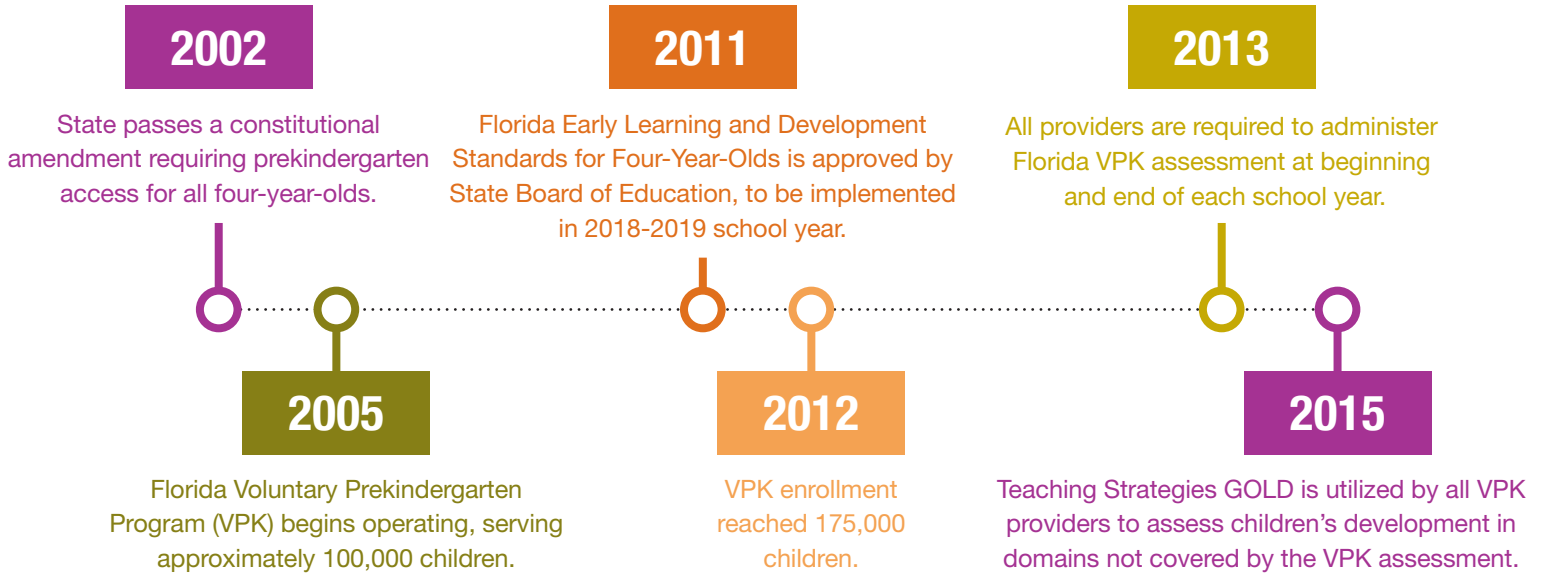 2002
State passes a constitutional
amendment requiring prekindergarten
access for all four-year-olds.
2005
Florida Voluntary Prekindergarten
Program (VPK) begins operating, serving
approximately 100,000 children.
2011
Florida Early Learning and Development
Standards for Four-Year-Olds is approved by
State Board of Education, to be implemented
in 2018-2019 school year.
2012
VPK enrollment
reached 175,000
children.
2013
All providers are required to administer
Florida VPK assessment at beginning
and end of each school year.
2015
Teaching Strategies GOLD is utilized by all VPK
providers to assess children’s development in
domains not covered by the VPK assessment.